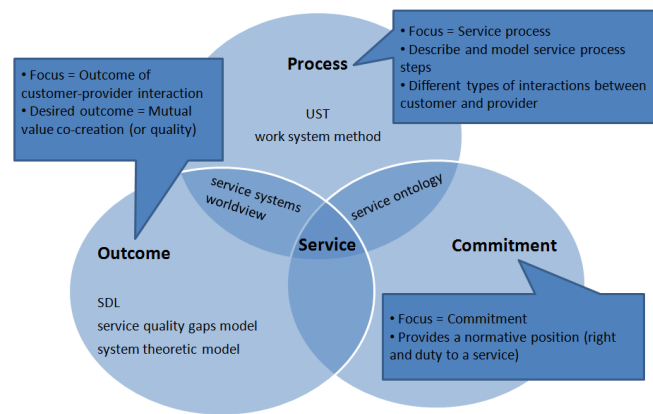 Process
• Focus = Service process
• Describe and model service process
steps
• Different types of interactions between
customer and provider
• Focus = Outcome of
customer-provider interaction
• Desired outcome = Mutual
value co-creation (or quality)
UST
work system method
service systems
worldview
service ontology
Service
Outcome
Commitment
SDL
service quality gaps model
system theoretic model
• Focus = Commitment
• Provides a normative position (right
and duty to a service)